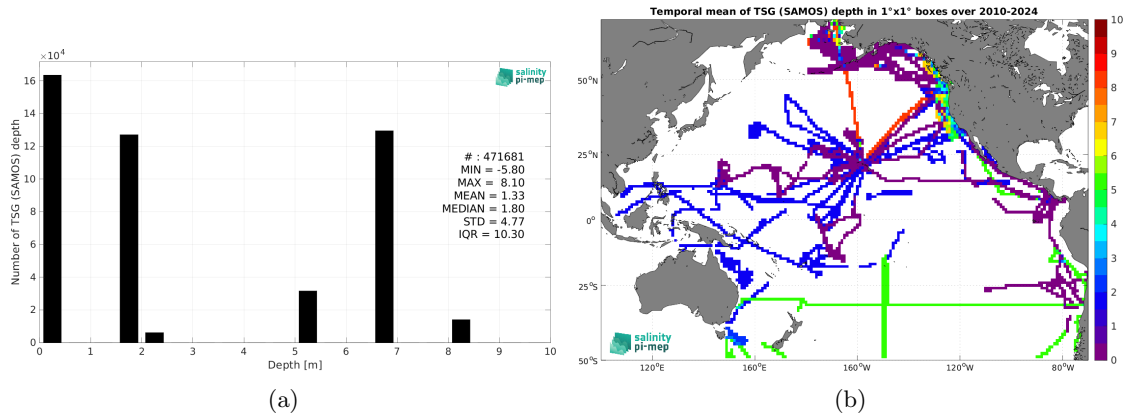 ×10⁴
16
14
12
10
8
6
4
2
0
Number of TSG (SAMOS) depth
0 1 2 3 4 5 6 7 8 9 10
Depth [m]
salinity
pi-mep
# : 471681
MIN = -5.80
MAX = 8.10
MEAN = 1.33
MEDIAN = 1.80
STD = 4.77
IQR = 10.30
(a)
Temporal mean of TSG (SAMOS) depth in 1°x1° boxes over 2010-2024
50°N
25°N
0°
25°S
50°S
120°E 160°E 160°W 120°W 80°W
salinity
pi-mep
10
9
8
7
6
5
4
3
2
1
0
(b)